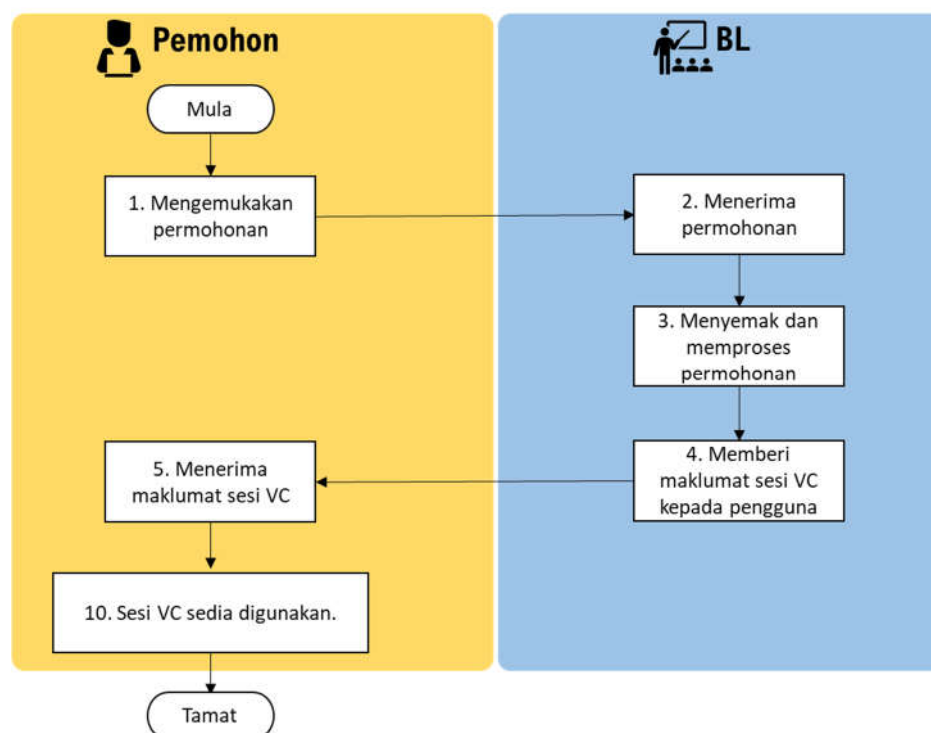 Pemohon
BL
Mula
1. Mengemukakan
permohonan
2. Menerima
permohonan
3. Menyemak dan
memproses
permohonan
4. Memberi
maklumat sesi VC
kepada pengguna
5. Menerima
maklumat sesi VC
10. Sesi VC sedia digunakan.
Tamat